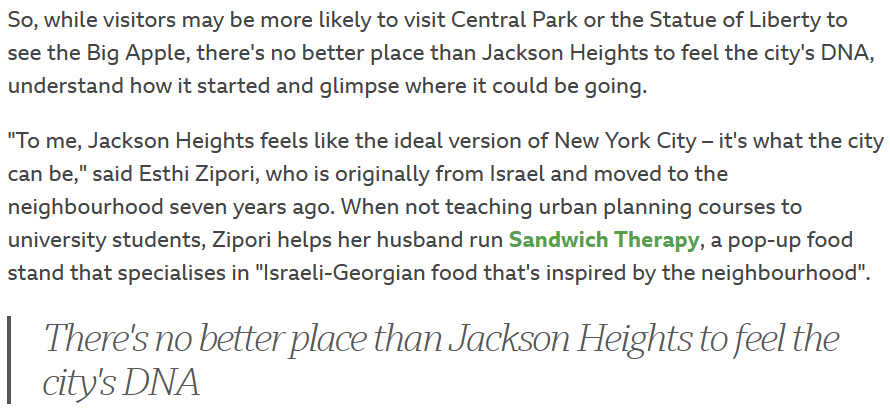 So, while visitors may be more likely to visit Central Park or the Statue of Liberty to
see the Big Apple, there's no better place than Jackson Heights to feel the city's DNA,
understand how it started and glimpse where it could be going.
"To me, Jackson Heights feels like the ideal version of New York City – it's what the city
can be," said Esthi Zipori, who is originally from Israel and moved to the
neighbourhood seven years ago. When not teaching urban planning courses to
university students, Zipori helps her husband run Sandwich Therapy, a pop-up food
stand that specialises in "Israeli-Georgian food that's inspired by the neighbourhood".
There's no better place than Jackson Heights to feel the
city's DNA